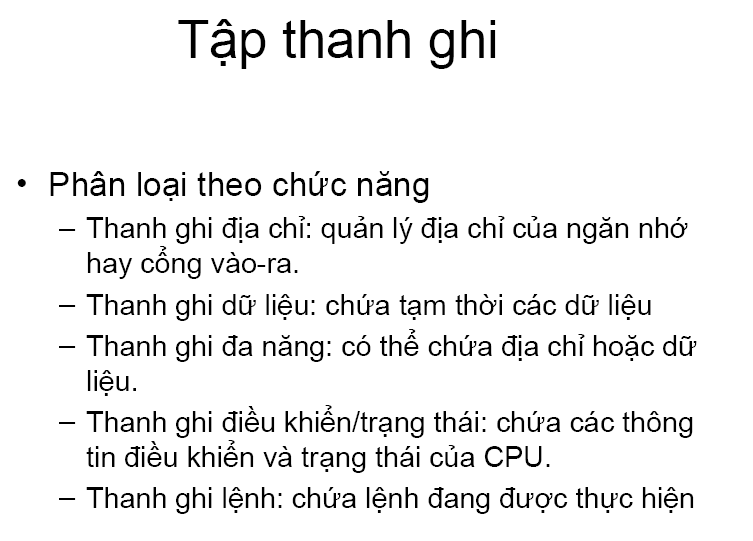 Tập thanh ghi
• Phân loại theo chức năng
– Thanh ghi địa chỉ: quản lý địa chỉ của ngăn nhớ
hay cổng vào-ra.
– Thanh ghi dữ liệu: chứa tạm thời các dữ liệu
– Thanh ghi đa năng: có thể chứa địa chỉ hoặc dữ
liệu.
– Thanh ghi điều khiển/trạng thái: chứa các thông
tin điều khiển và trạng thái của CPU.
– Thanh ghi lệnh: chứa lệnh đang được thực hiện